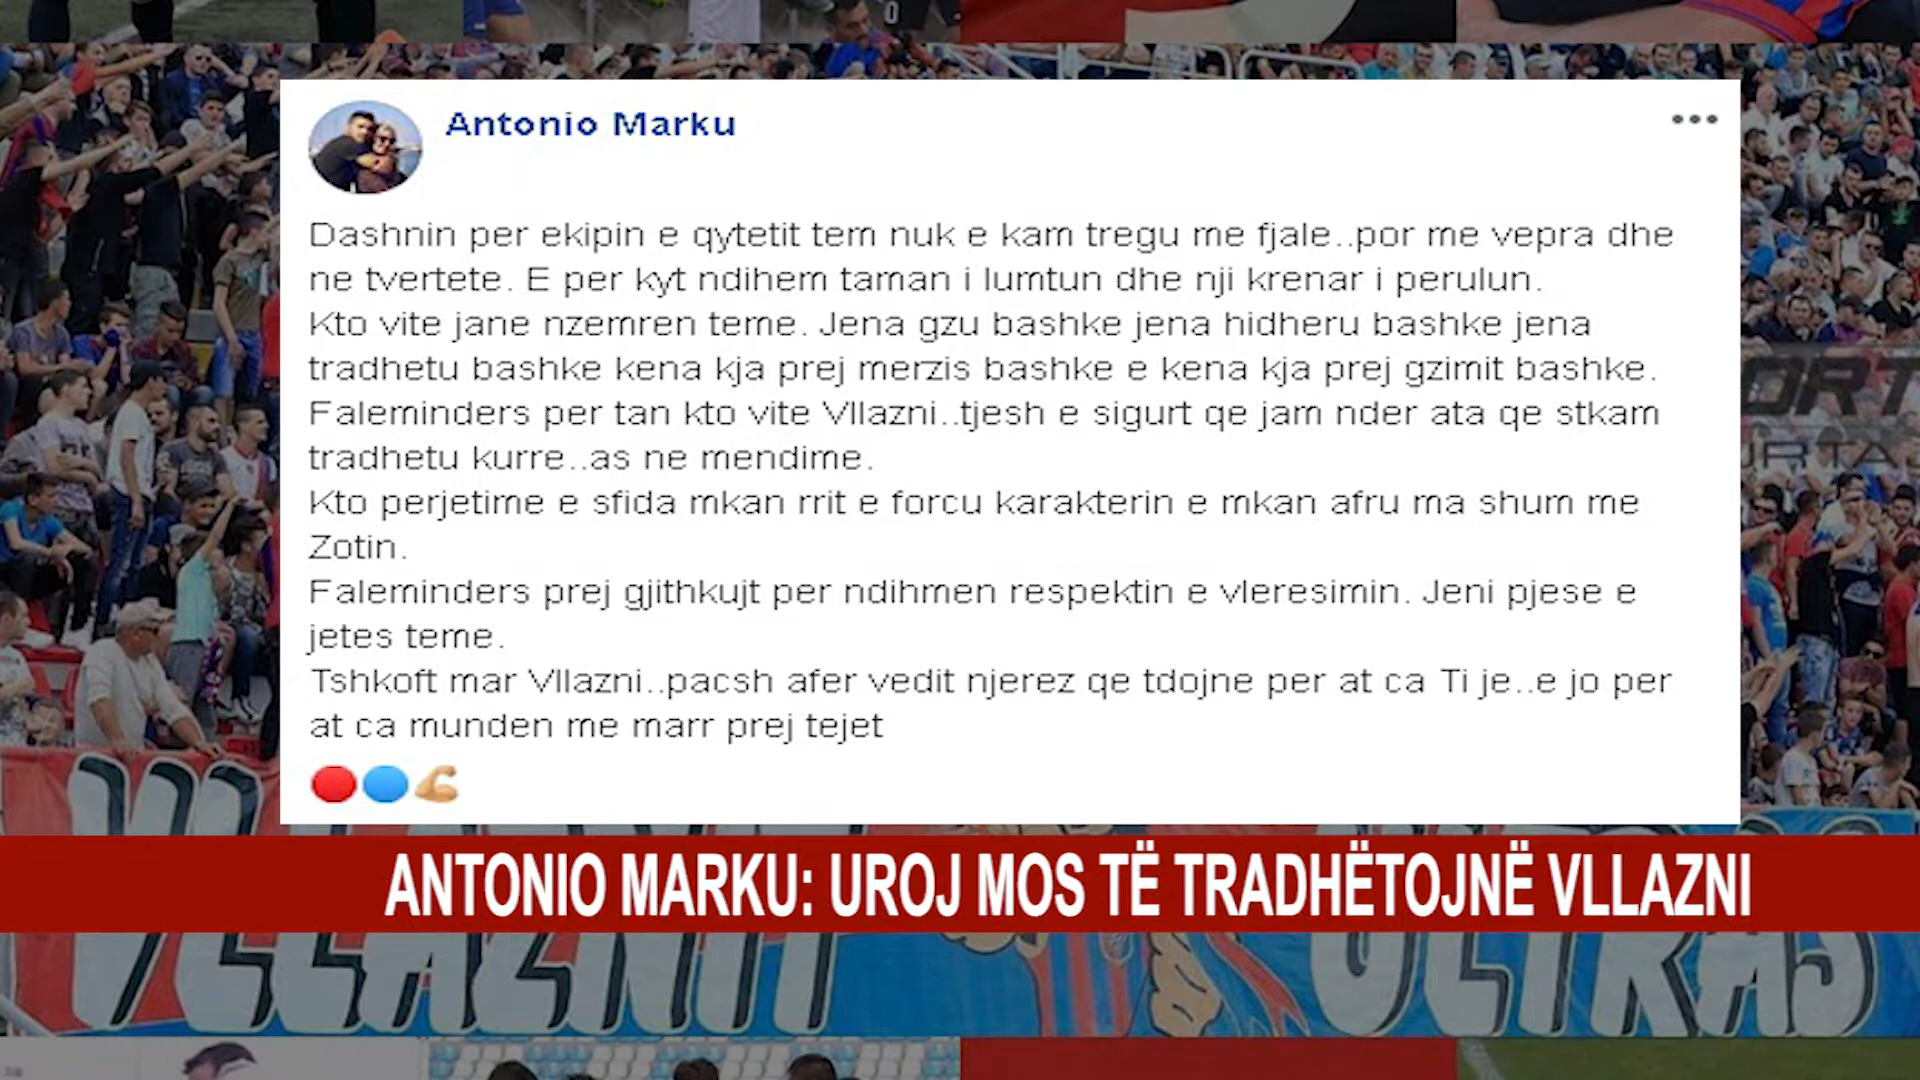 Antonio Marku
Dashnin per ekipin e qytetit tem nuk e kam tregu me fjale..por me vepra dhe
ne tvertete. E per kyt ndihem taman i lumtun dhe nji krenar i perulun.
Kto vite jane nzemren teme. Jena gzu bashke jena hidheru bashke jena
tradhetu bashke kena kja prej merzis bashke e kena kja prej gzimit bashke.
Faleminders per tan kto vite Vllazni..tjesh e sigurt qe jam nder ata qe stkam
tradhetu kurre..as ne mendime.
Kto perjetime e sfida mkan rrit e forcu karakterin e mkan afru ma shum me
Zotin.
Faleminders prej gjithkujt per ndihmen respektin e vleresimin. Jeni pjese e
jetes teme.
Tshkoft mar Vllazni..pacsh afer vedit njerez qe tdojne per at ca Ti je..e jo per
at ca munden me marr prej tejet
ANTONIO MARKU: UROJ MOS TË TRADHËTOJNË VLLAZNI
ULTRAS